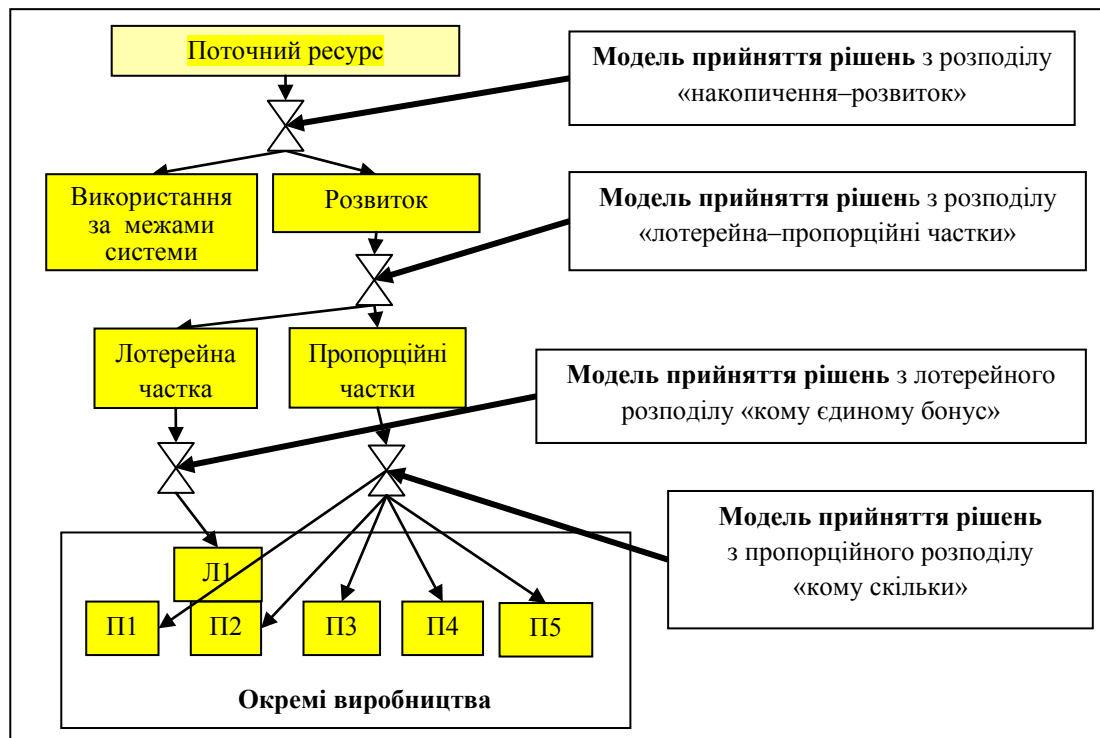 Поточний ресурс
Модель прийняття рішень з розподілу
«накопичення–розвиток»
Використання
за межами
системи
Розвиток
Модель прийняття рішень з розподілу
«лотерейна–пропорційні частки»
Лотерейна
частка
Пропорційні
частки
Модель прийняття рішень з лотерейного
розподілу «кому єдиному бонус»
Модель прийняття рішень
з пропорційного розподілу
«кому скільки»
Л1
П1
П2
П3
П4
П5
Окремі виробництва